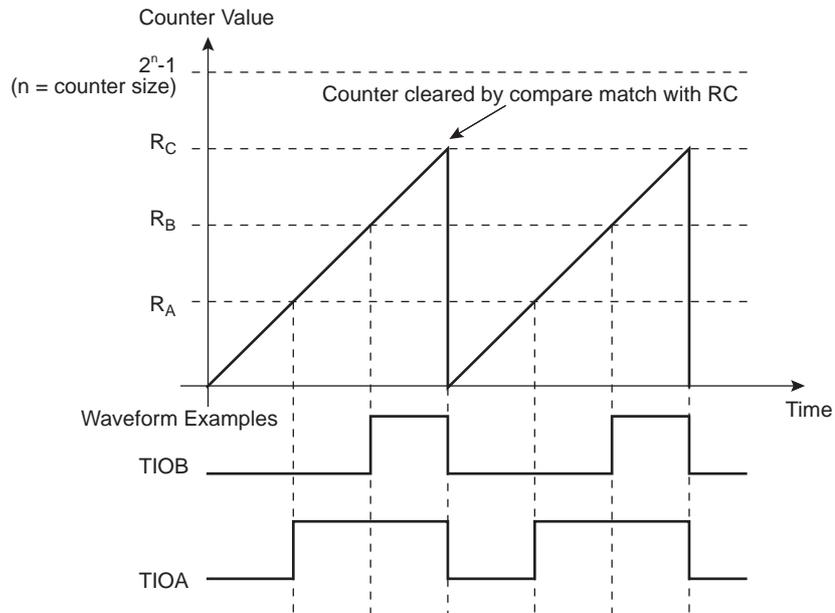 Counter Value
2ⁿ-1
(n = counter size)
Counter cleared by compare match with RC
R_C
R_B
R_A
Time
Waveform Examples
TIOB
TIOA